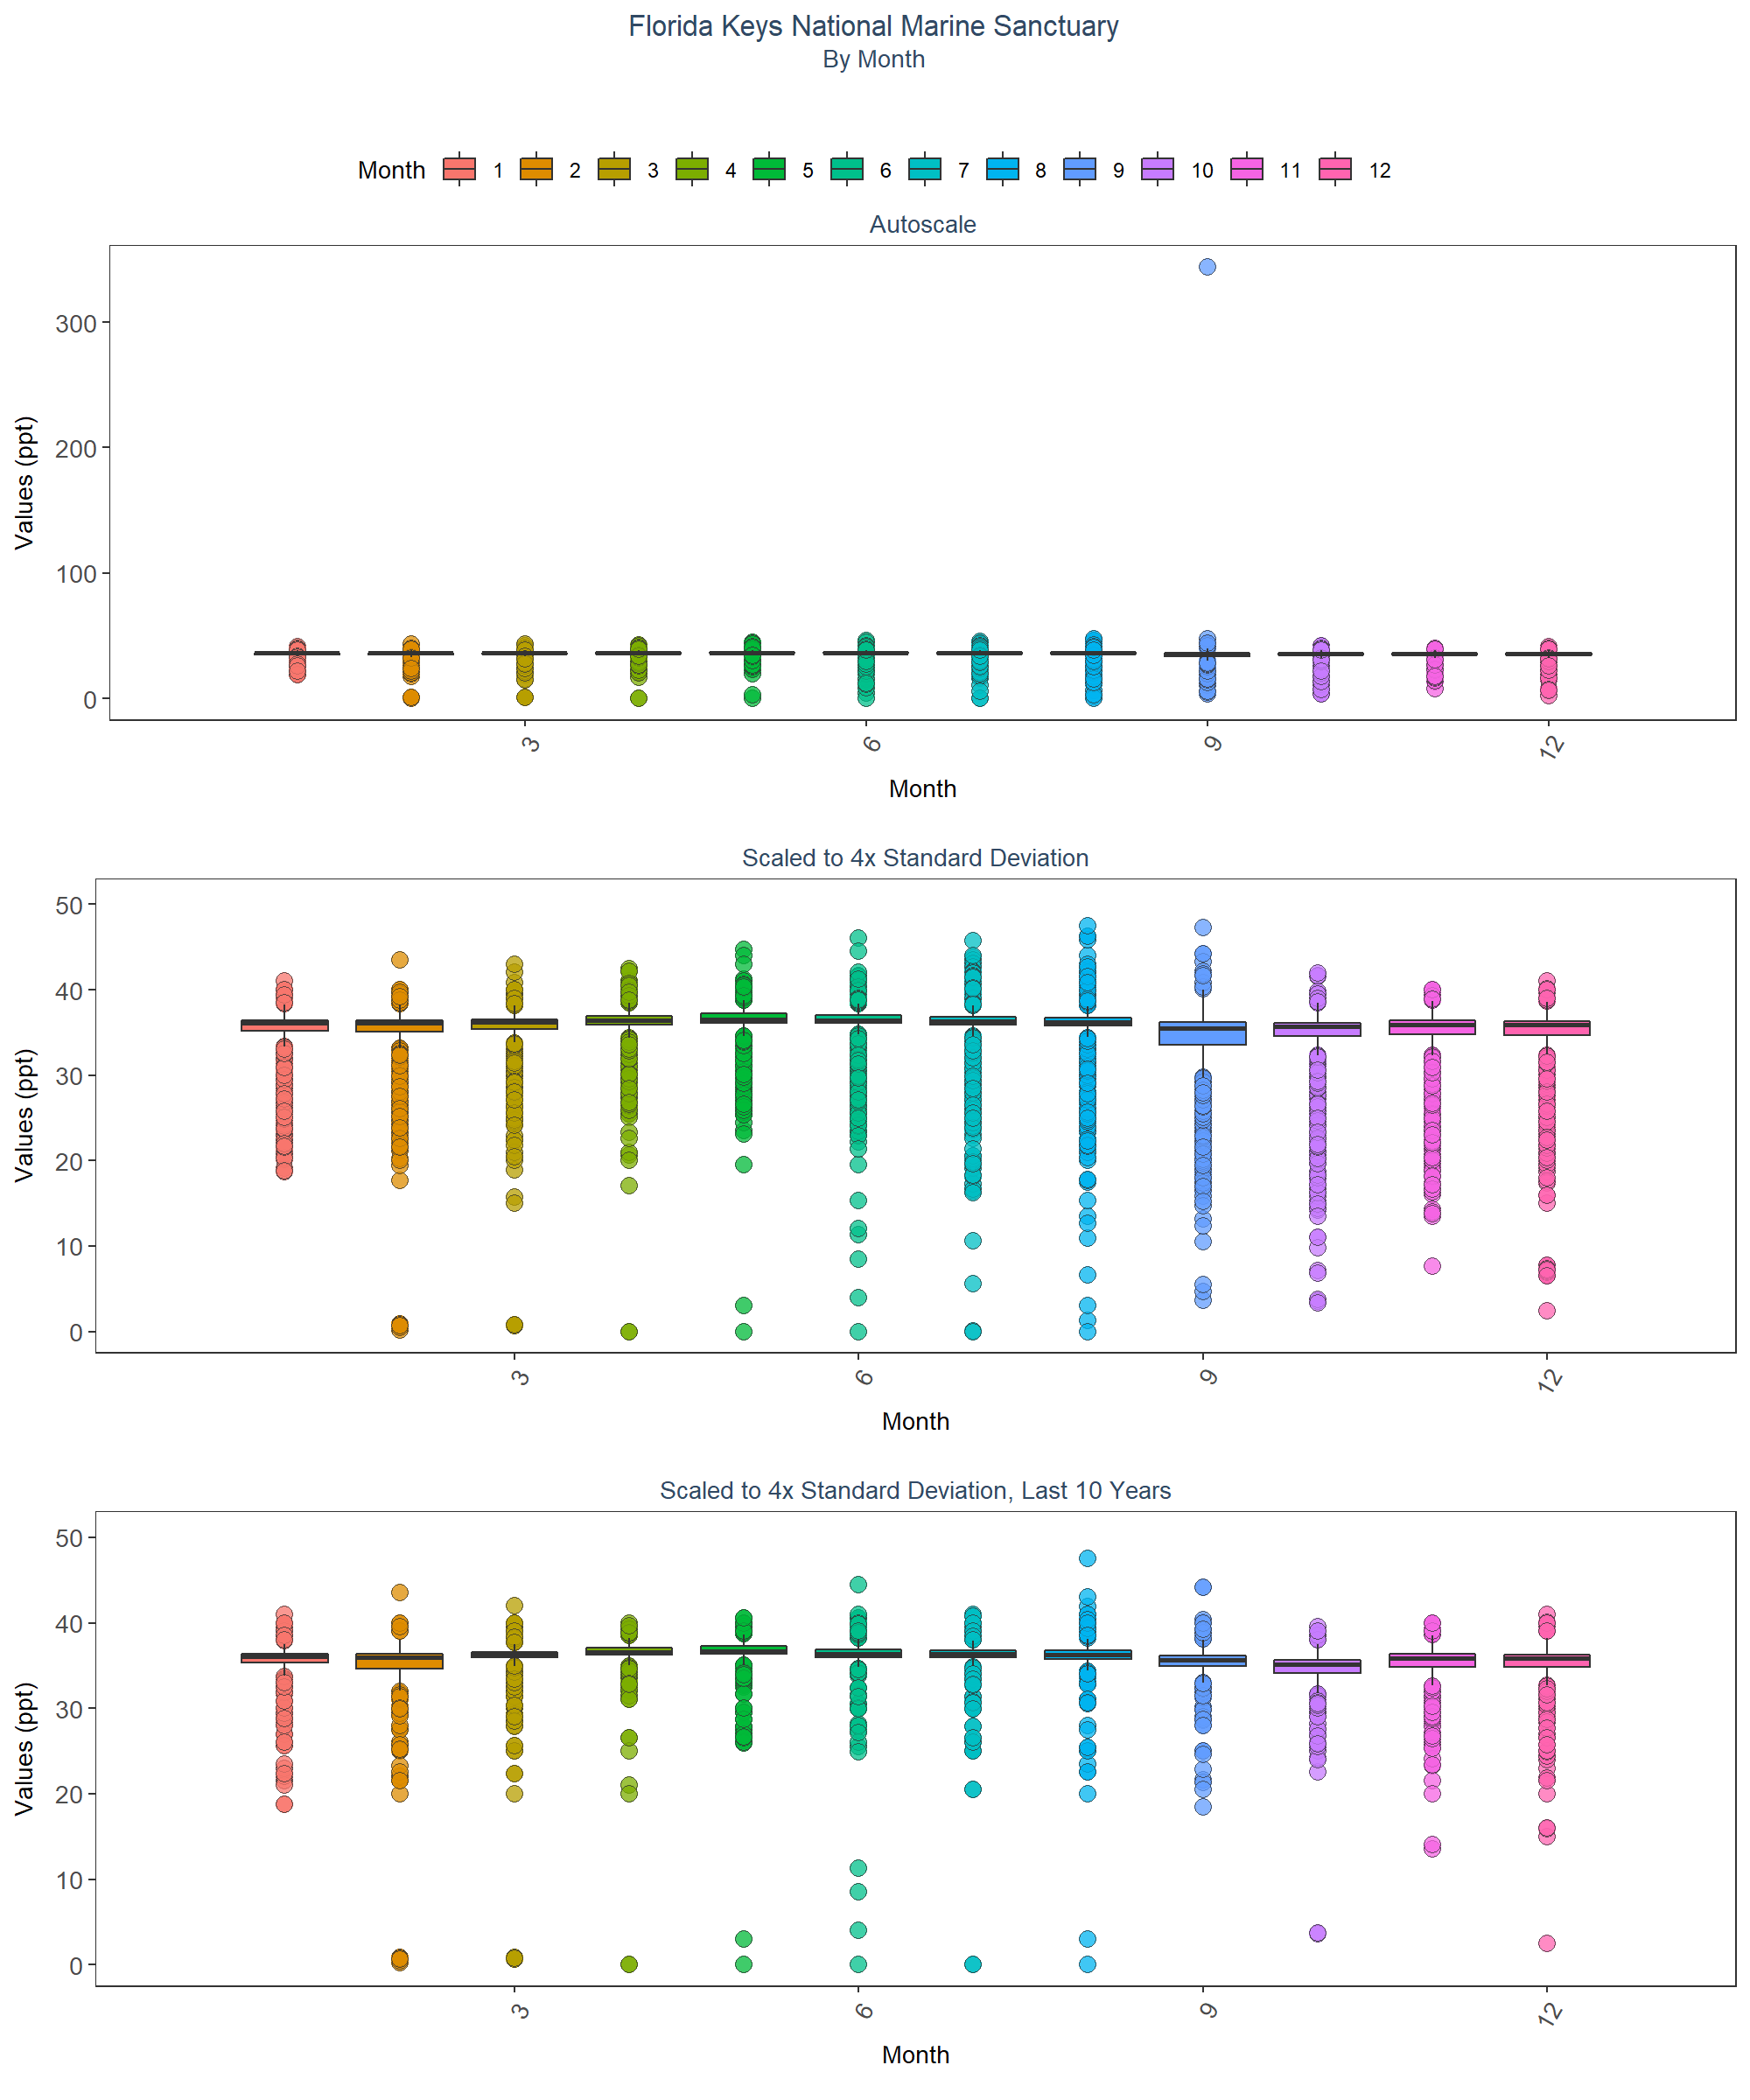 Florida Keys National Marine Sanctuary
By Month
Month 1 2 3 4 5 6 7 8 9 10 11 12
Autoscale
Values (ppt)
300
200
100
0
3 6 9 12
Month
Scaled to 4x Standard Deviation
Values (ppt)
50
40
30
20
10
0
3 6 9 12
Month
Scaled to 4x Standard Deviation, Last 10 Years
Values (ppt)
50
40
30
20
10
0
3 6 9 12
Month